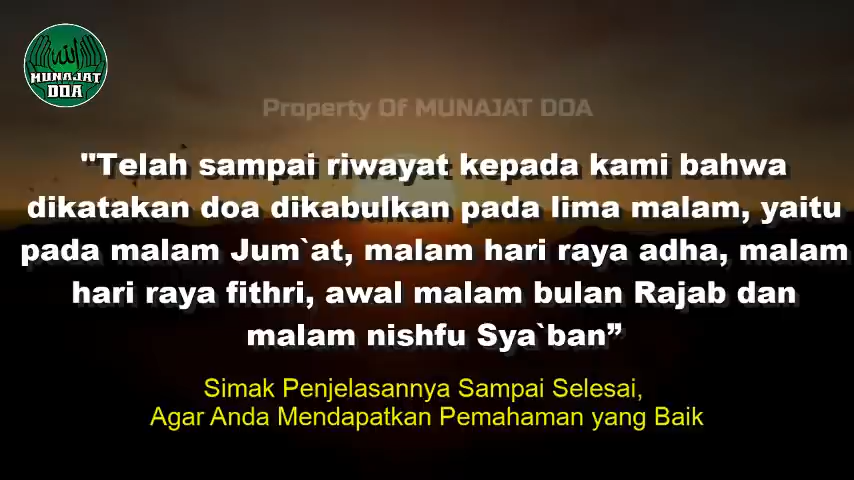 MUNAJAT
DOA
Property Of MUNAJAT DOA
"Telah sampai riwayat kepada kami bahwa
dikatakan doa dikabulkan pada lima malam, yaitu
pada malam Jum`at, malam hari raya adha, malam
hari raya fithri, awal malam bulan Rajab dan
malam nishfu Sya`ban”
Simak Penjelasannya Sampai Selesai,
Agar Anda Mendapatkan Pemahaman yang Baik